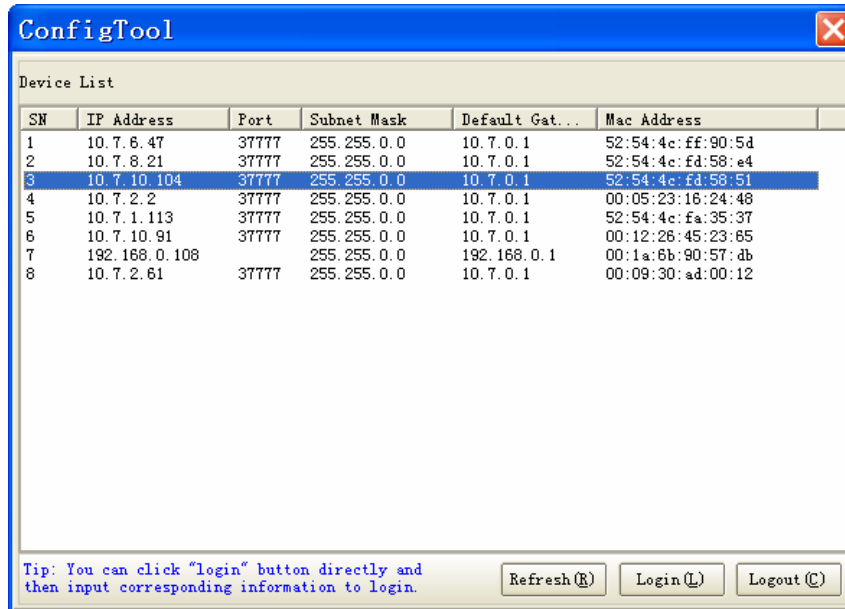 ConfigTool
Device List
SN IP Address Port Subnet Mask Default Gat... Mac Address
1 10.7.6.47 37777 255.255.0.0 10.7.0.1 52:54:4c:ff:90:5d
2 10.7.8.21 37777 255.255.0.0 10.7.0.1 52:54:4c:fd:58:e4
3 10.7.10.104 37777 255.255.0.0 10.7.0.1 52:54:4c:fd:58:51
4 10.7.2.2 37777 255.255.0.0 10.7.0.1 00:05:23:16:24:48
5 10.7.1.113 37777 255.255.0.0 10.7.0.1 52:54:4c:fa:35:37
6 10.7.10.91 37777 255.255.0.0 10.7.0.1 00:12:26:45:23:65
7 192.168.0.108 255.255.0.0 192.168.0.1 00:1a:6b:90:57:db
8 10.7.2.61 37777 255.255.0.0 10.7.0.1 00:09:30:ad:00:12
Tip: You can click "login" button directly and
then input corresponding information to login.
Refresh(R) Login(L) Logout(C)